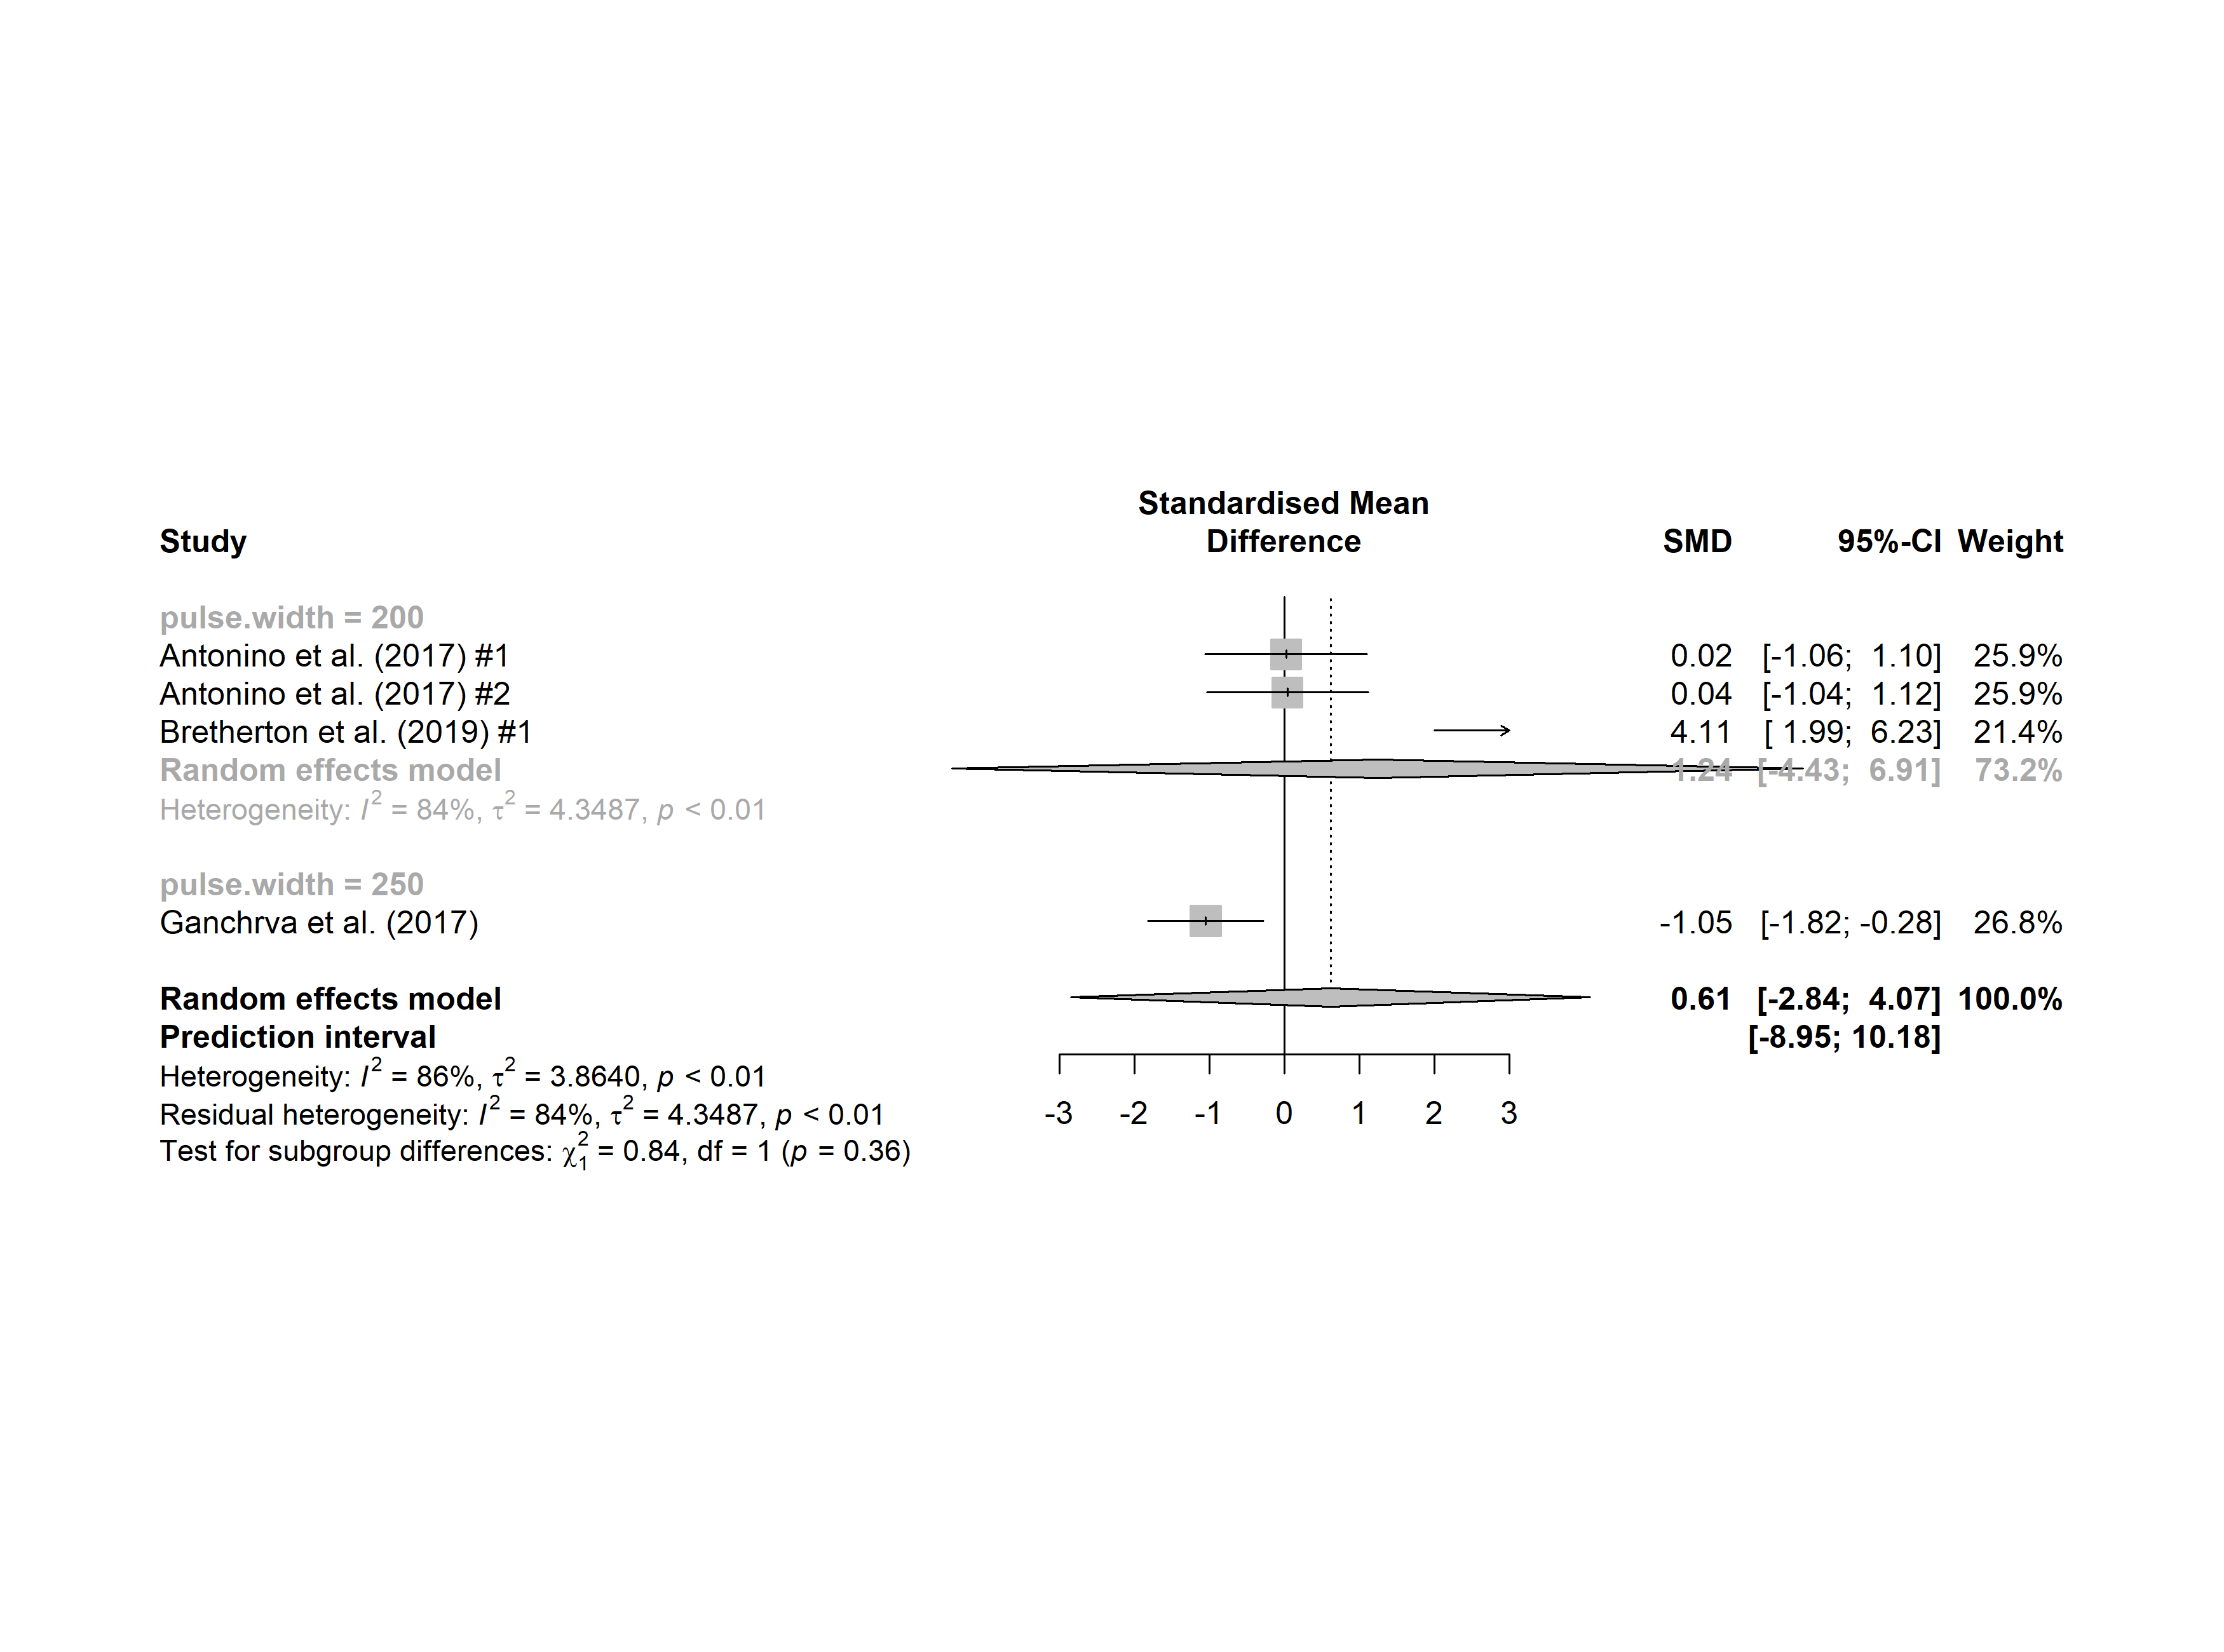 Standardised Mean
Study Difference SMD 95%-CI Weight
pulse.width = 200
Antonino et al. (2017) #1 0.02 [-1.06; 1.10] 25.9%
Antonino et al. (2017) #2 0.04 [-1.04; 1.12] 25.9%
Bretherton et al. (2019) #1 4.11 [ 1.99; 6.23] 21.4%
Random effects model 1.24 [-4.43; 6.91] 73.2%
Heterogeneity: I² = 84%, τ² = 4.3487, p < 0.01
pulse.width = 250
Ganchrva et al. (2017) -1.05 [-1.82; -0.28] 26.8%
Random effects model 0.61 [-2.84; 4.07] 100.0%
Prediction interval [-8.95; 10.18]
Heterogeneity: I² = 86%, τ² = 3.8640, p < 0.01
Residual heterogeneity: I² = 84%, τ² = 4.3487, p < 0.01
-3 -2 -1 0 1 2 3
Test for subgroup differences: χ²₁ = 0.84, df = 1 (p = 0.36)